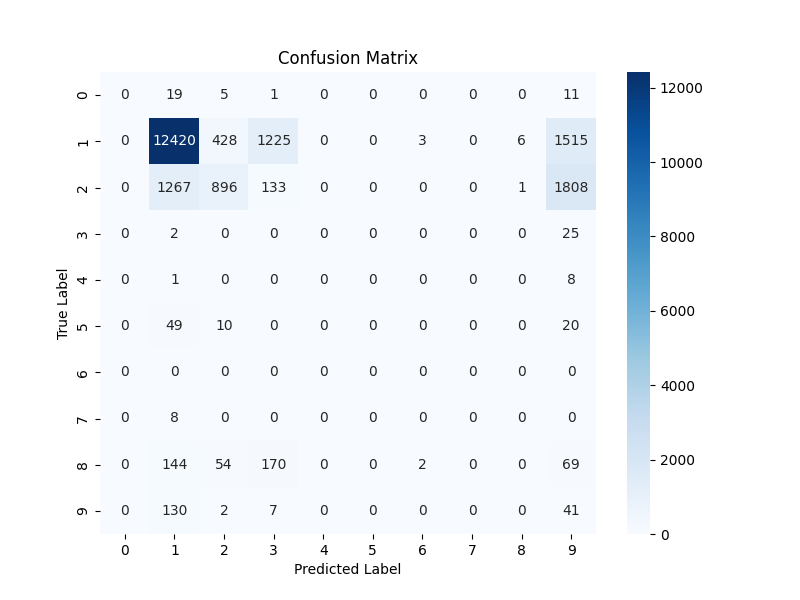 Confusion Matrix
0 0 19 5 1 0 0 0 0 0 11
1 0 12420 428 1225 0 0 3 0 6 1515
2 0 1267 896 133 0 0 0 0 1 1808
3 0 2 0 0 0 0 0 0 0 25
4 0 1 0 0 0 0 0 0 0 8
5 0 49 10 0 0 0 0 0 0 20
6 0 0 0 0 0 0 0 0 0 0
7 0 8 0 0 0 0 0 0 0 0
8 0 144 54 170 0 0 2 0 0 69
9 0 130 2 7 0 0 0 0 0 41
0 1 2 3 4 5 6 7 8 9
Predicted Label
True Label
12000
10000
8000
6000
4000
2000
0